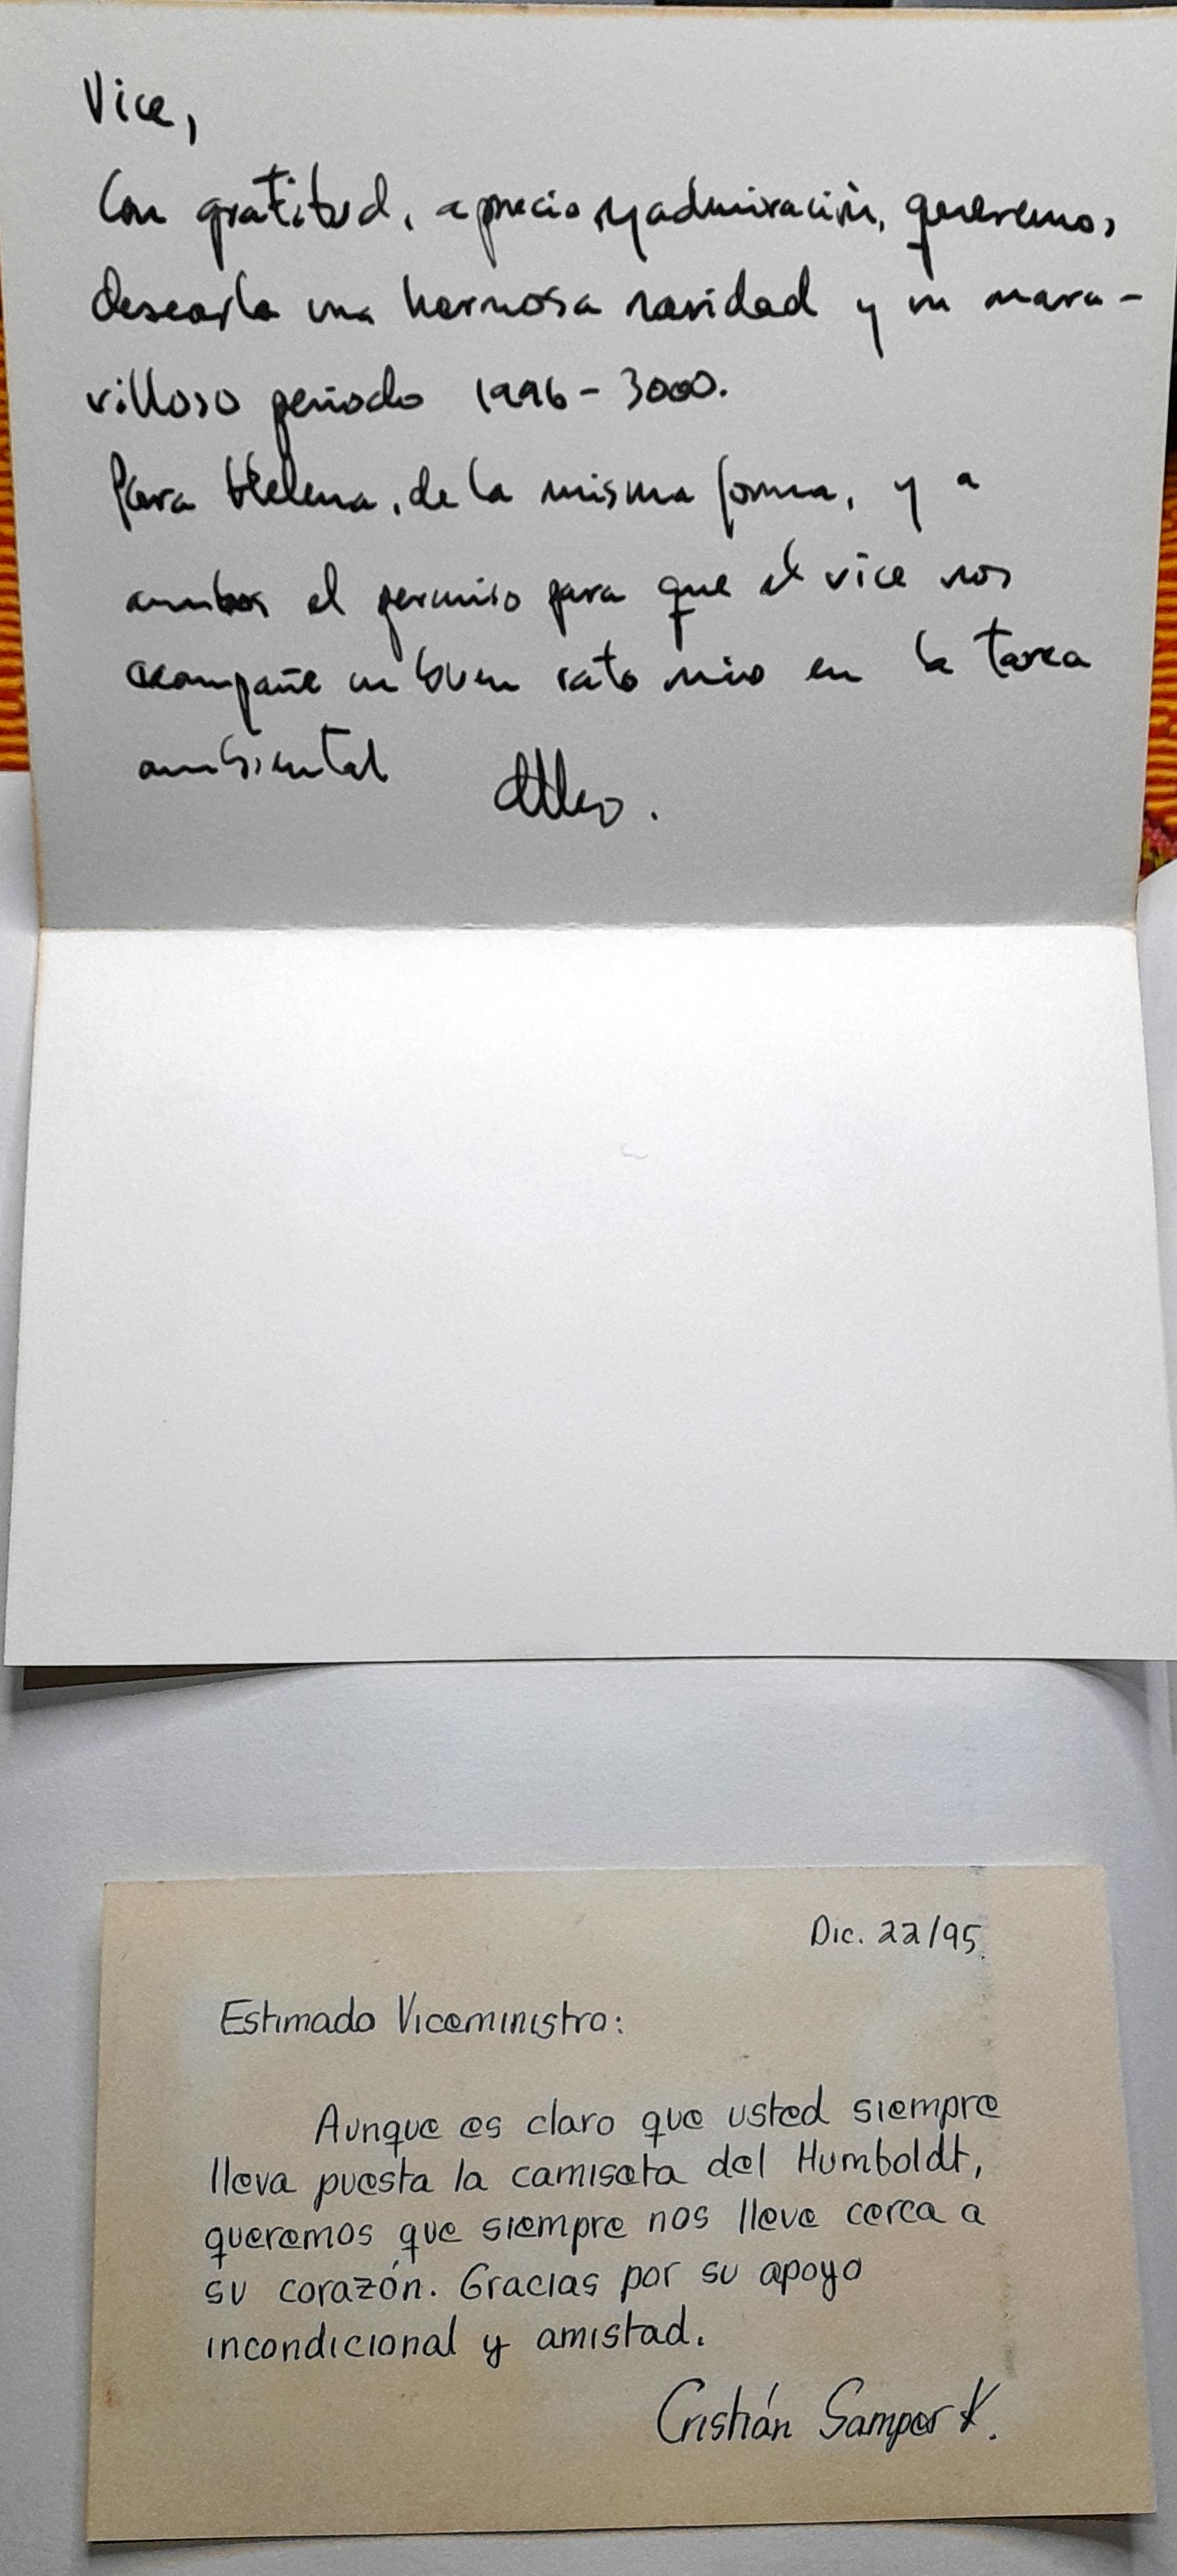 Vice,
Con gratitud, aprecio y admiración, queremos
desearle una hermosa navidad y un mara-
villoso período 1996-3000.
Para Helena, de la misma forma, y a
ambos el permiso para que el vice nos
acompañe un buen rato más en la tarea
ambiental
Dic. 22/95
Estimado Viceministro:
Aunque es claro que usted siempre
lleva puesta la camiseta del Humboldt,
queremos que siempre nos lleve cerca a
su corazón. Gracias por su apoyo
incondicional y amistad.
Cristián Samper K.